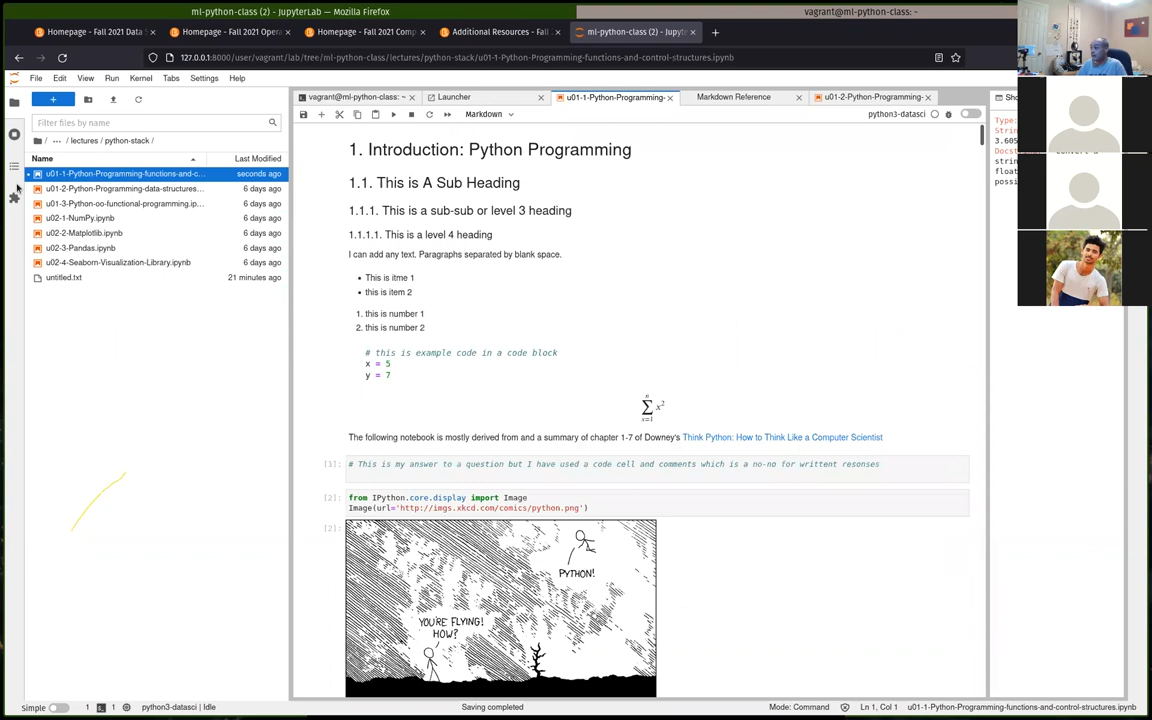 ml-python-class (2) - JupyterLab — Mozilla Firefox
vagrant@ml-python-class: ~
Homepage - Fall 2021 Data S
Homepage - Fall 2021 Opera
Homepage - Fall 2021 Comp
Additional Resources - Fall
ml-python-class (2) - Jupyte
127.0.0.1:8000/user/vagrant/lab/tree/ml-python-class/lectures/python-stack/u01-1-Python-Programming-functions-and-control-structures.ipynb
File Edit View Run Kernel Tabs Settings Help
vagrant@ml-python-class: ~
Launcher
u01-1-Python-Programming-
Markdown Reference
u01-2-Python-Programming-
Markdown
python3-datasci
Filter files by name
/ ··· / lectures / python-stack /
Name Last Modified
u01-1-Python-Programming-functions-and-c... seconds ago
u01-2-Python-Programming-data-structures... 6 days ago
u01-3-Python-oo-functional-programming.ip... 6 days ago
u02-1-NumPy.ipynb 6 days ago
u02-2-Matplotlib.ipynb 6 days ago
u02-3-Pandas.ipynb 6 days ago
u02-4-Seaborn-Visualization-Library.ipynb 6 days ago
untitled.txt 21 minutes ago
1. Introduction: Python Programming
1.1. This is A Sub Heading
1.1.1. This is a sub-sub or level 3 heading
1.1.1.1. This is a level 4 heading
I can add any text, Paragraphs separated by blank space.
• This is itme 1
• this is item 2
1. this is number 1
2. this is number 2
# this is example code in a code block
x = 5
y = 7
n
∑ x²
x=1
The following notebook is mostly derived from and a summary of chapter 1-7 of Downey's Think Python: How to Think Like a Computer Scientist
# This is my answer to a question but I have used a code cell and comments which is a no-no for writtent resonses
[2]: from IPython.core.display import Image
Image(url='http://imgs.xkcd.com/comics/python.png')
[2]:
PYTHON!
YOU'RE FLYING!
HOW?
Type:
Strin
3.605
Docst
strin
float
possi
Simple 1 1 python3-datasci | Idle Saving completed Mode: Command Ln 1, Col 1 u01-1-Python-Programming-functions-and-control-structures.ipynb